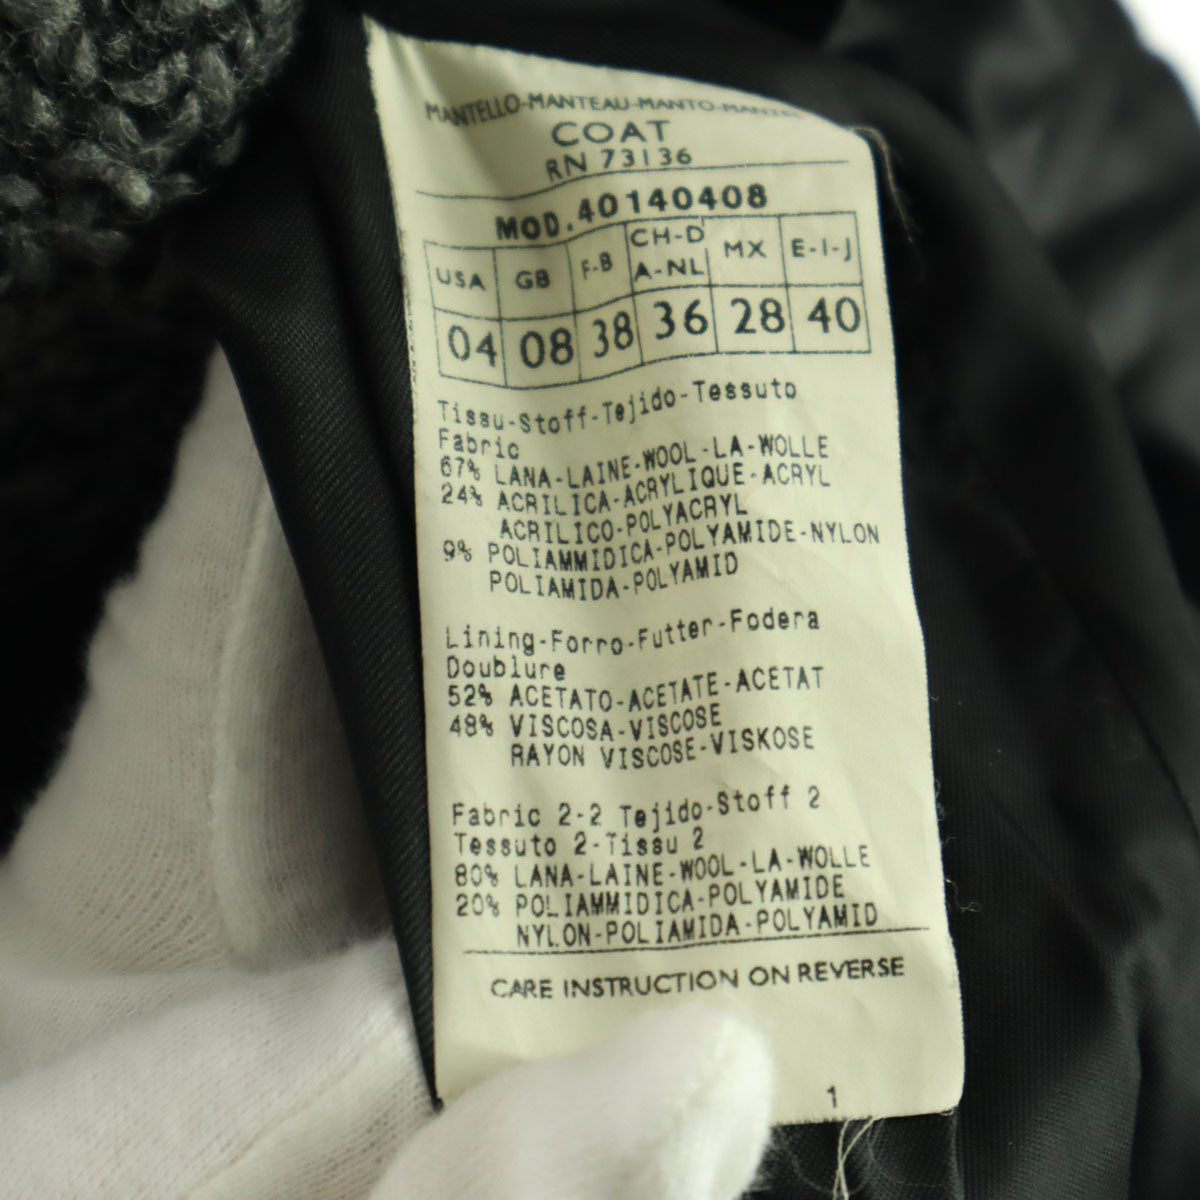 MANTELLO-MANTEAU-MANTO-MANTEL
COAT
RN 73136
MOD.40140408
USA GB F-B CH-D A-NL MX E-I-J
04 08 38 36 28 40
Tissu-Stoff-Tejido-Tessuto
Fabric
67% LANA-LAINE-WOOL-LA-WOLLE
24% ACRILICA-ACRYLIQUE-ACRYL
ACRILICO-POLYACRYL
9% POLIAMMIDICA-POLYAMIDE-NYLON
POLIAMIDA-POLYAMID
Lining-Forro-Futter-Fodera
Doublure
52% ACETATO-ACETATE-ACETAT
48% VISCOSA-VISCOSE
RAYON VISCOSE-VISKOSE
Fabric 2-2 Tejido-Stoff 2
Tessuto 2-Tissu 2
80% LANA-LAINE-WOOL-LA-WOLLE
20% POLIAMMIDICA-POLYAMIDE
NYLON-POLIAMIDA-POLYAMID
CARE INSTRUCTION ON REVERSE
1